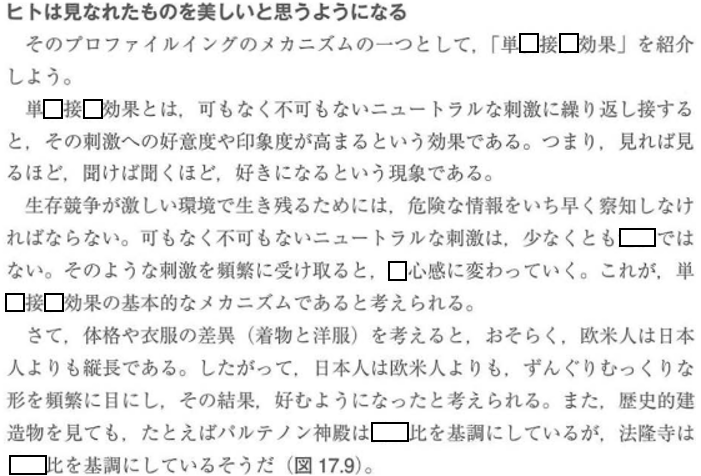 ヒトは見なれたものを美しいと思うようになる
そのプロファイルイングのメカニズムの一つとして，「単□接□効果」を紹介
しよう。
単□接□効果とは，可もなく不可もないニュートラルな刺激に繰り返し接する
と，その刺激への好意度や印象度が高まるという効果である。つまり，見れば見
るほど，聞けば聞くほど，好きになるという現象である。
生存競争が激しい環境で生き残るためには，危険な情報をいち早く察知しなけ
ればならない。可もなく不可もないニュートラルな刺激は，少なくとも□では
ない。そのような刺激を頻繁に受け取ると，□心感に変わっていく。これが，単
□接□効果の基本的なメカニズムであると考えられる。
さて，体格や衣服の差異（着物と洋服）を考えると，おそらく，欧米人は日本
人よりも縦長である。したがって，日本人は欧米人よりも，ずんぐりむっくりな
形を頻繁に目にし，その結果，好むようになったと考えられる。また，歴史的建
造物を見ても，たとえばパルテノン神殿は□比を基調にしているが，法隆寺は
□比を基調にしているそうだ（図 17.9）。